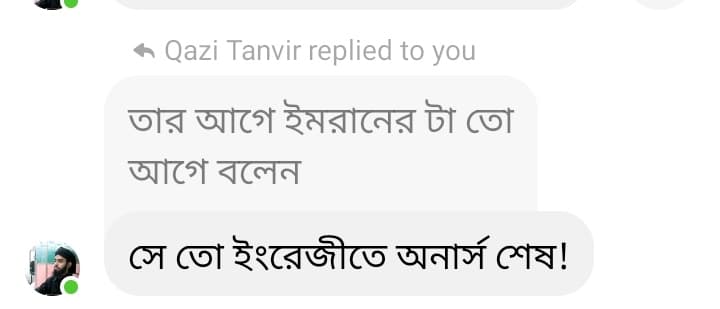 Qazi Tanvir replied to you
তার আগে ইমরানের টা তো
আগে বলেন
সে তো ইংরেজীতে অনার্স শেষ!